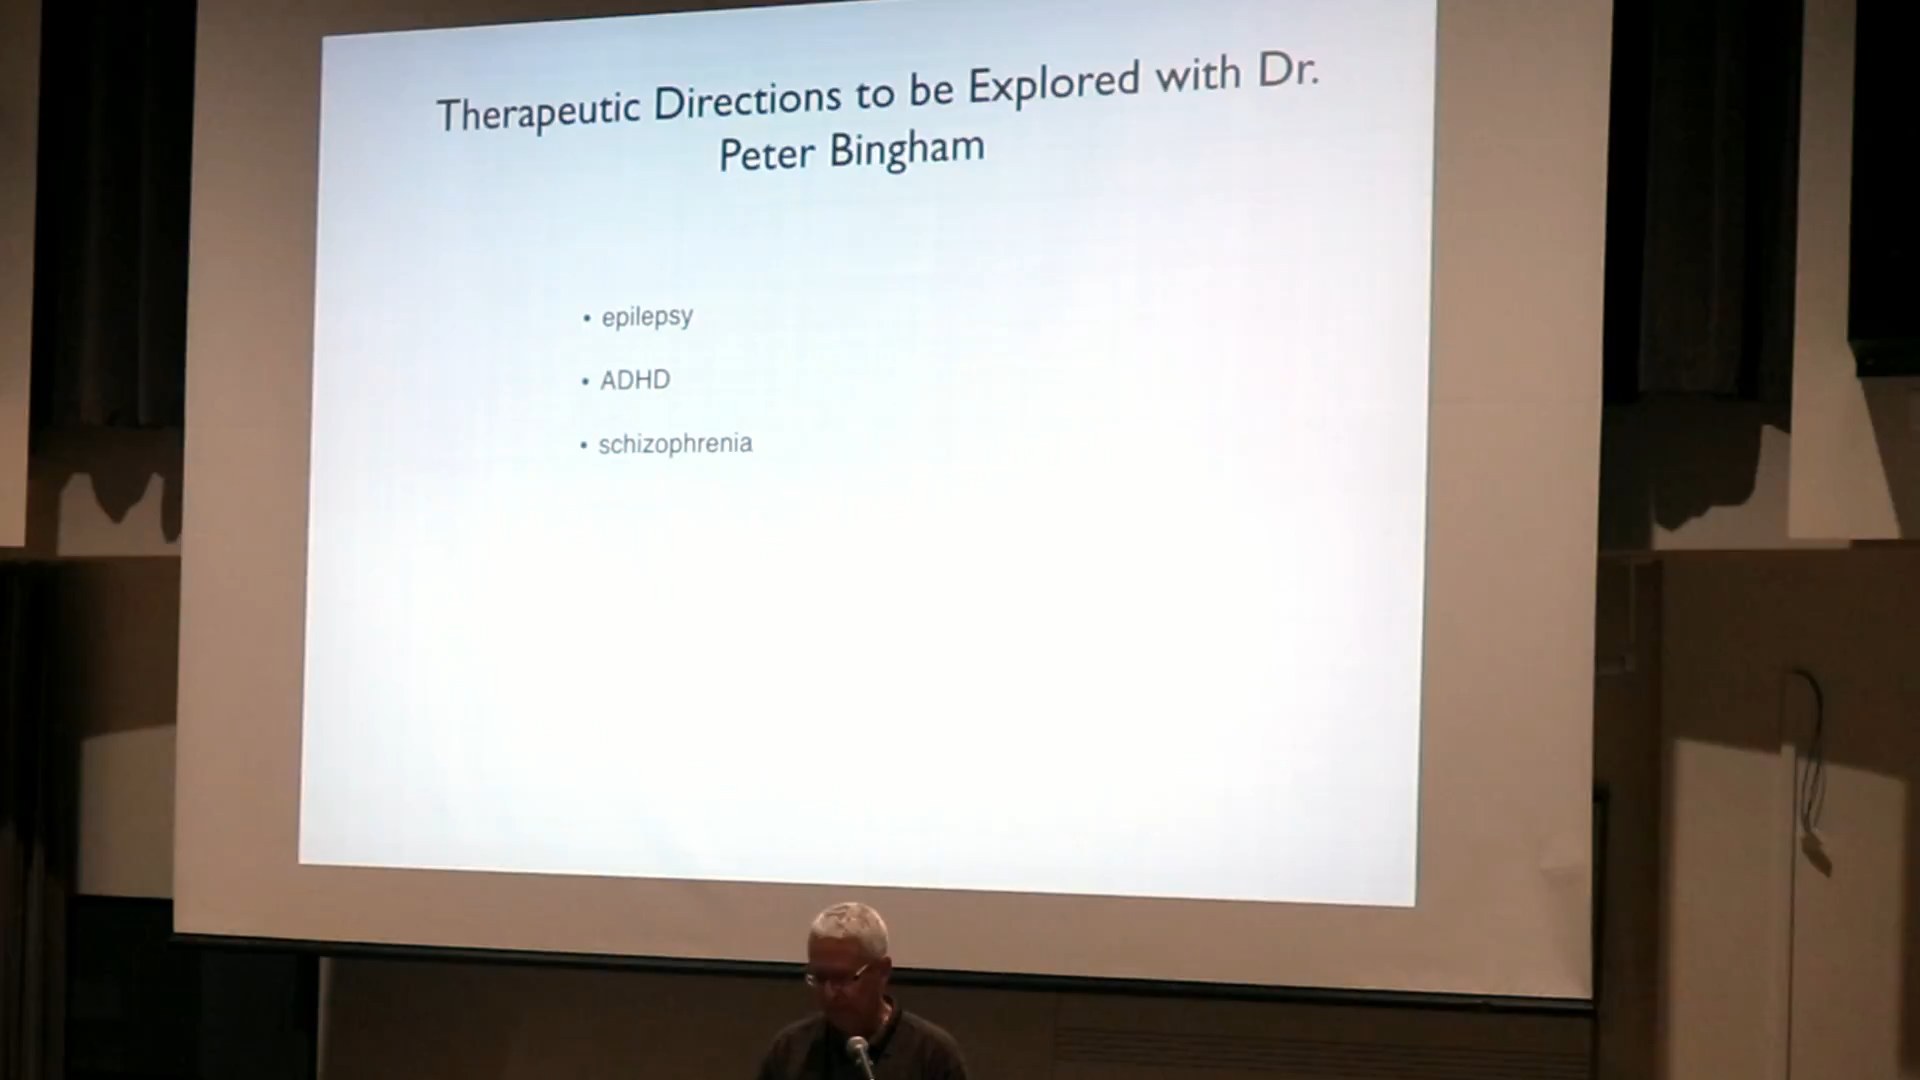 Therapeutic Directions to be Explored with Dr.
Peter Bingham
• epilepsy
• ADHD
• schizophrenia